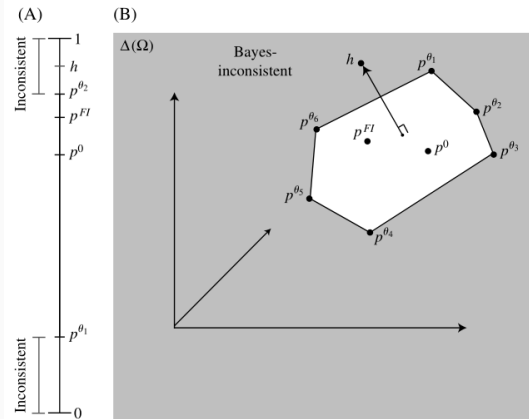 (A)
Inconsistent
1
h
p^{θ_2}
p^{FI}
p^0
p^{θ_1}
Inconsistent
0
(B)
Δ(Ω)
Bayes-
inconsistent
h
p^{θ_1}
p^{θ_2}
p^{θ_3}
p^{θ_6}
p^{FI}
p^0
p^{θ_5}
p^{θ_4}